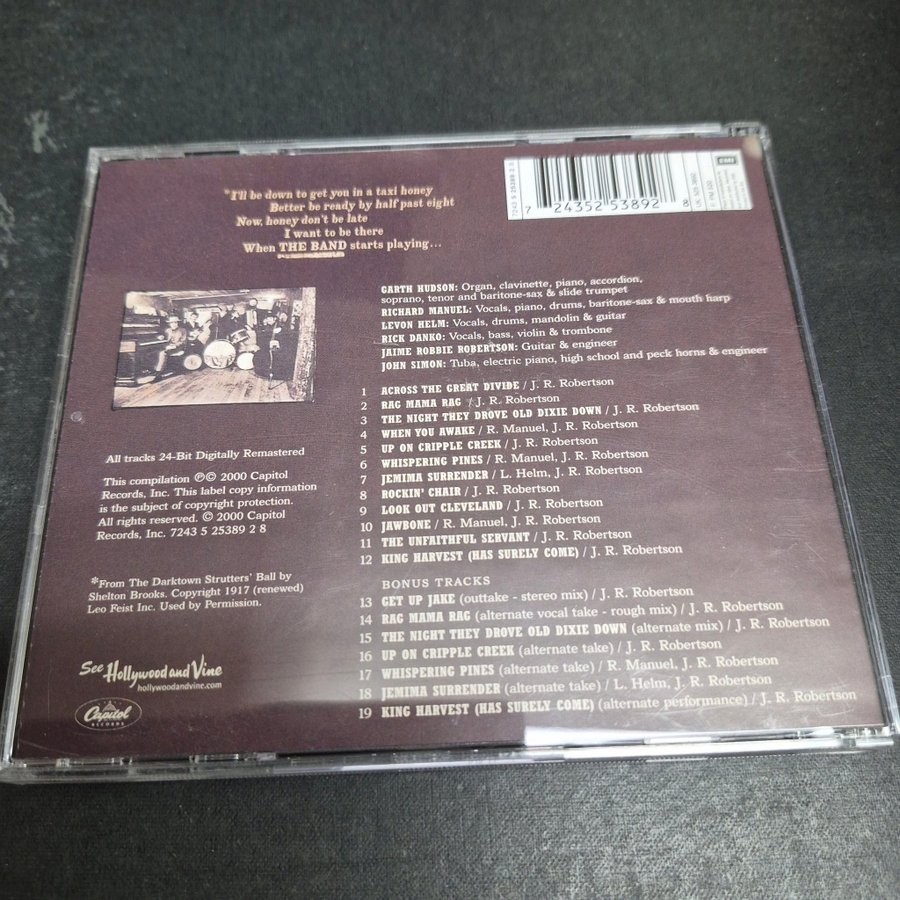 "I'll be down to get you in a taxi honey
Better be ready by half past eight
Now, honey don't be late
I want to be there
When THE BAND starts playing...
7243 5 25389 2 8
7 24352 53892 8
EMI
GARTH HUDSON: Organ, clavinette, piano, accordion,
soprano, tenor and baritone-sax & slide trumpet
RICHARD MANUEL: Vocals, piano, drums, baritone-sax & mouth harp
LEVON HELM: Vocals, drums, mandolin & guitar
RICK DANKO: Vocals, bass, violin & trombone
JAIME ROBBIE ROBERTSON: Guitar & engineer
JOHN SIMON: Tuba, electric piano, high school and peck horns & engineer
1 ACROSS THE GREAT DIVIDE / J. R. Robertson
2 RAG MAMA RAG / J. R. Robertson
3 THE NIGHT THEY DROVE OLD DIXIE DOWN / J. R. Robertson
4 WHEN YOU AWAKE / R. Manuel, J. R. Robertson
5 UP ON CRIPPLE CREEK / J. R. Robertson
6 WHISPERING PINES / R. Manuel, J. R. Robertson
7 JEMIMA SURRENDER / L. Helm, J. R. Robertson
8 ROCKIN' CHAIR / J. R. Robertson
9 LOOK OUT CLEVELAND / J. R. Robertson
10 JAWBONE / R. Manuel, J. R. Robertson
11 THE UNFAITHFUL SERVANT / J. R. Robertson
12 KING HARVEST (HAS SURELY COME) / J. R. Robertson
BONUS TRACKS
13 GET UP JAKE (outtake - stereo mix) / J. R. Robertson
14 RAG MAMA RAG (alternate vocal take - rough mix) / J. R. Robertson
15 THE NIGHT THEY DROVE OLD DIXIE DOWN (alternate mix) / J. R. Robertson
16 UP ON CRIPPLE CREEK (alternate take) / J. R. Robertson
17 WHISPERING PINES (alternate take) / R. Manuel, J. R. Robertson
18 JEMIMA SURRENDER (alternate take) / L. Helm, J. R. Robertson
19 KING HARVEST (HAS SURELY COME) (alternate performance) / J. R. Robertson
All tracks 24-Bit Digitally Remastered
This compilation ℗© 2000 Capitol
Records, Inc. This label copy information
is the subject of copyright protection.
All rights reserved. © 2000 Capitol
Records, Inc. 7243 5 25389 2 8
*From The Darktown Strutters' Ball by
Shelton Brooks. Copyright 1917 (renewed)
Leo Feist Inc. Used by Permission.
See Hollywood and Vine
hollywoodandvine.com
Capitol
RECORDS